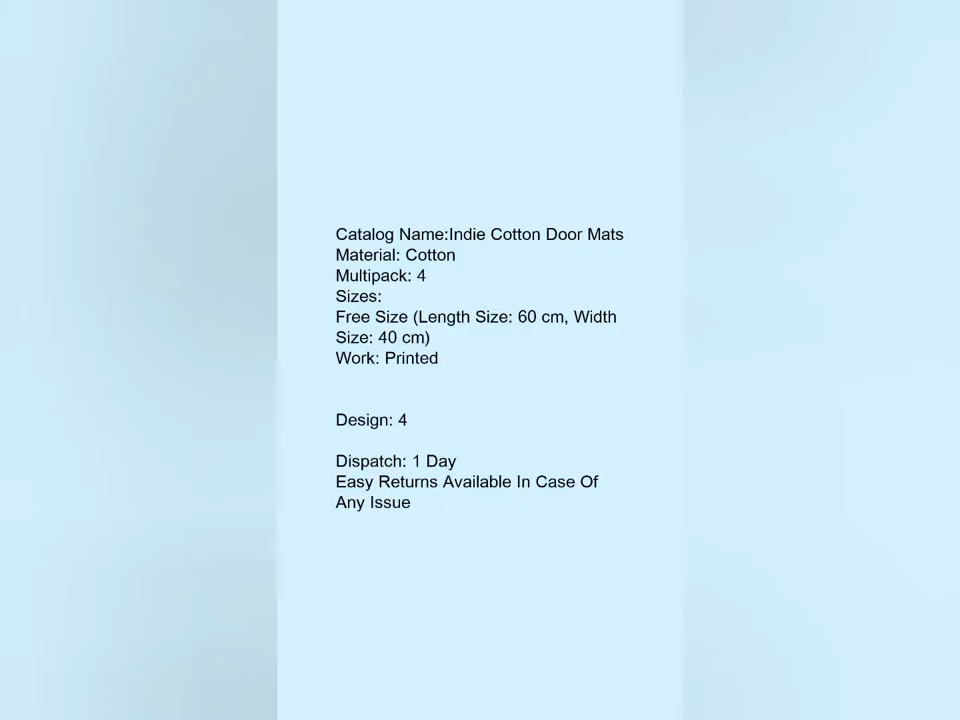 Catalog Name:Indie Cotton Door Mats
Material: Cotton
Multipack: 4
Sizes:
Free Size (Length Size: 60 cm, Width
Size: 40 cm)
Work: Printed
Design: 4
Dispatch: 1 Day
Easy Returns Available In Case Of
Any Issue